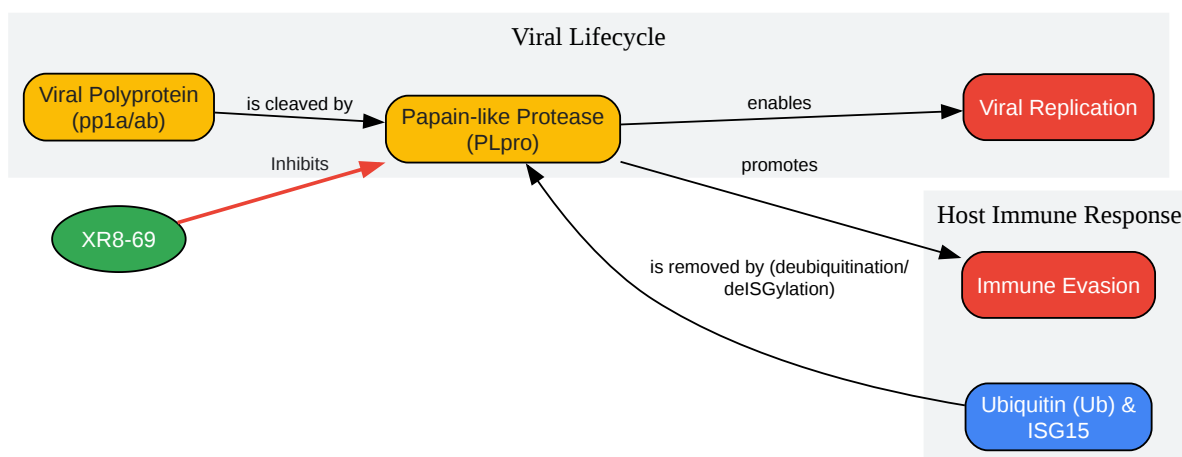 Viral Lifecycle
Viral Polyprotein
(pp1a/ab)
is cleaved by
Papain-like Protease
(PLpro)
enables
Viral Replication
Inhibits
promotes
XR8-69
Host Immune Response
is removed by (deubiquitination/
deISGylation)
Immune Evasion
Ubiquitin (Ub) &
ISG15